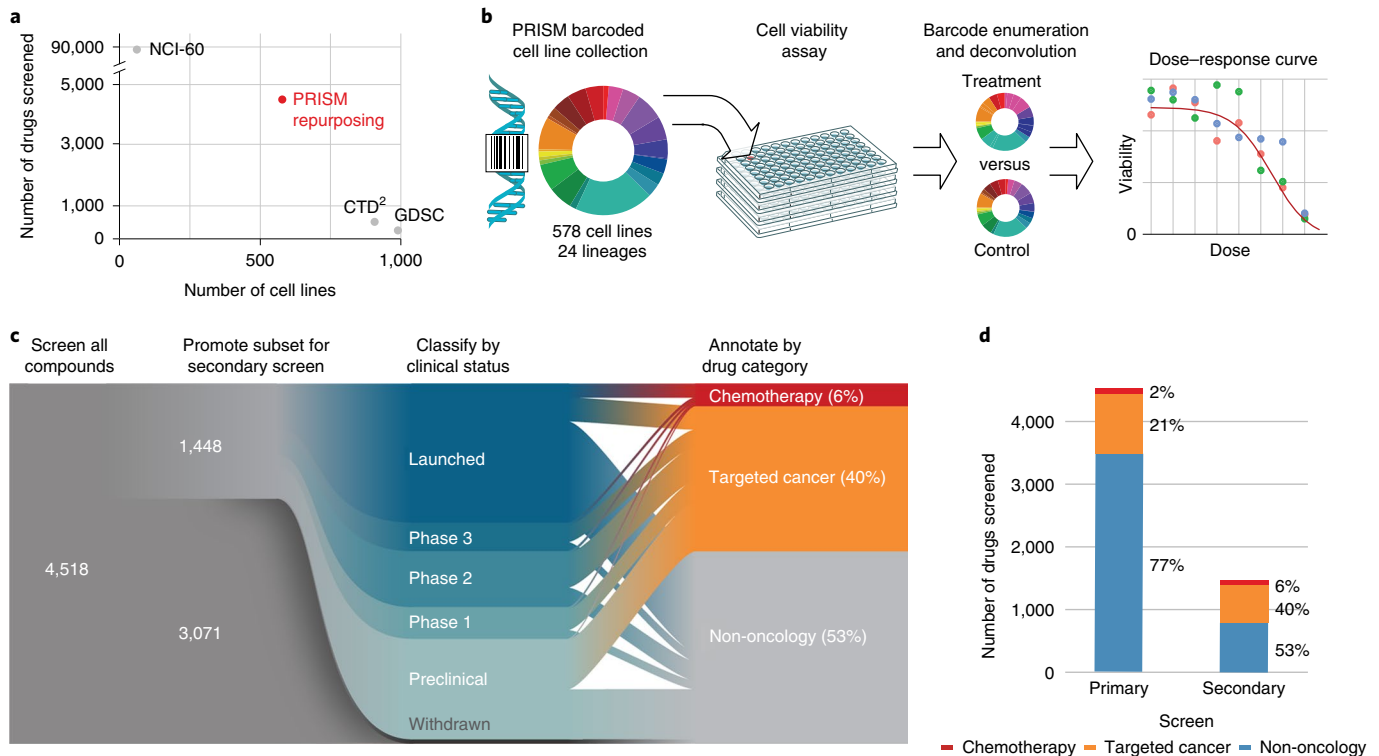 a
Number of drugs screened
90,000
5,000
3,000
1,000
0
NCI-60
PRISM
repurposing
CTD2
GDSC
0
500
1,000
Number of cell lines
b
PRISM barcoded
cell line collection
578 cell lines
24 lineages
Cell viability
assay
Barcode enumeration
and deconvolution
Treatment
versus
Control
Dose–response curve
Viability
0
Dose
c
Screen all
compounds
Promote subset for
secondary screen
Classify by
clinical status
Annotate by
drug category
4,518
1,448
3,071
Launched
Phase 3
Phase 2
Phase 1
Preclinical
Withdrawn
Chemotherapy (6%)
Targeted cancer (40%)
Non-oncology (53%)
d
Number of drugs screened
4,000
3,000
2,000
1,000
0
2%
21%
77%
6%
40%
53%
Primary
Secondary
Screen
Chemotherapy
Targeted cancer
Non-oncology